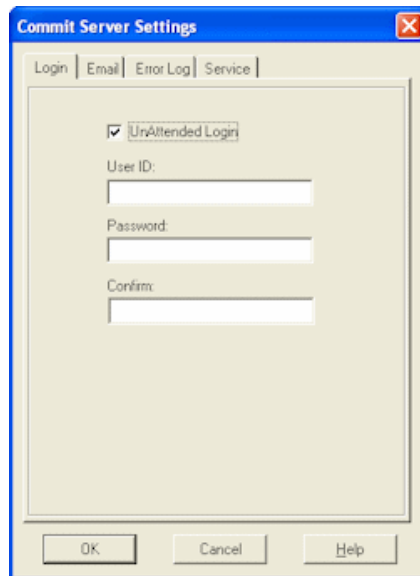 Commit Server Settings
Login Email Error Log Service
UnAttended Login
User ID:
Password:
Confirm:
OK Cancel Help